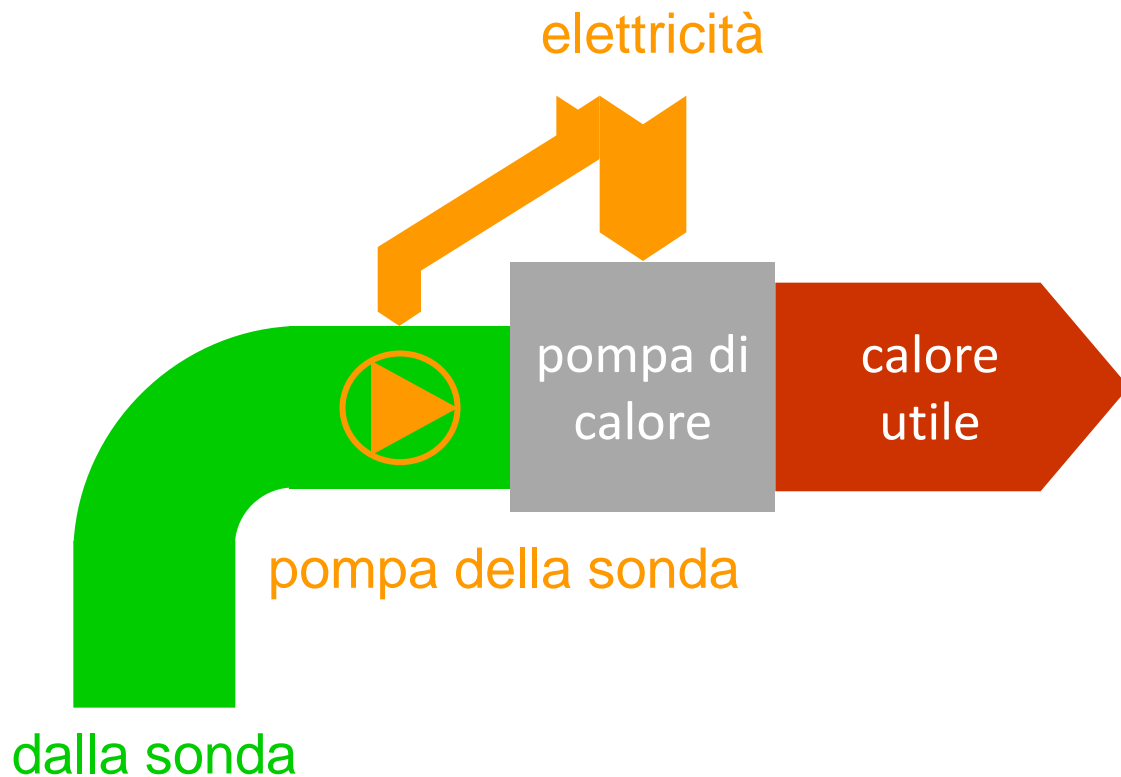 elettricità
pompa di
calore
calore
utile
pompa della sonda
dalla sonda